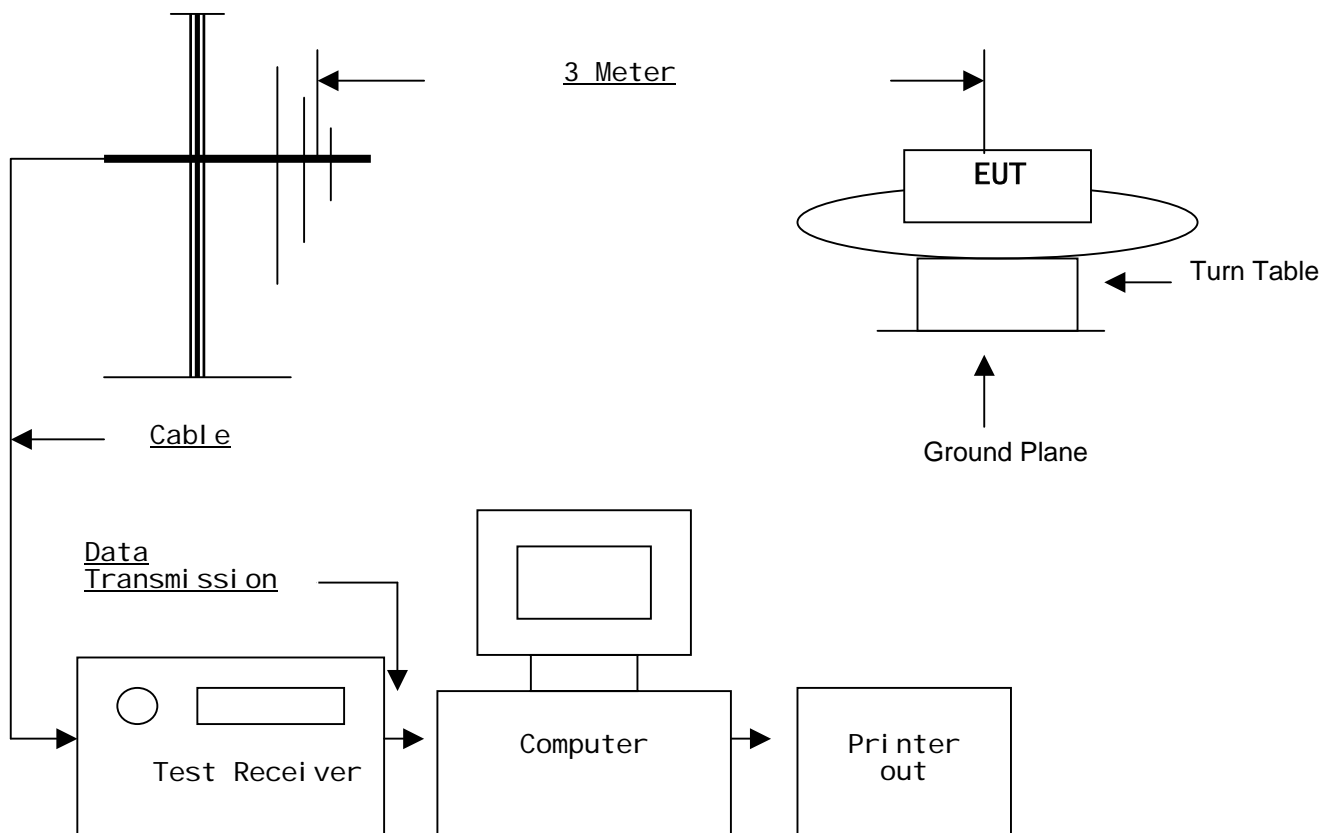 3 Meter
EUT
Turn Table
Cable
Ground Plane
Data
Transmission
Test Receiver
Computer
Printer
out